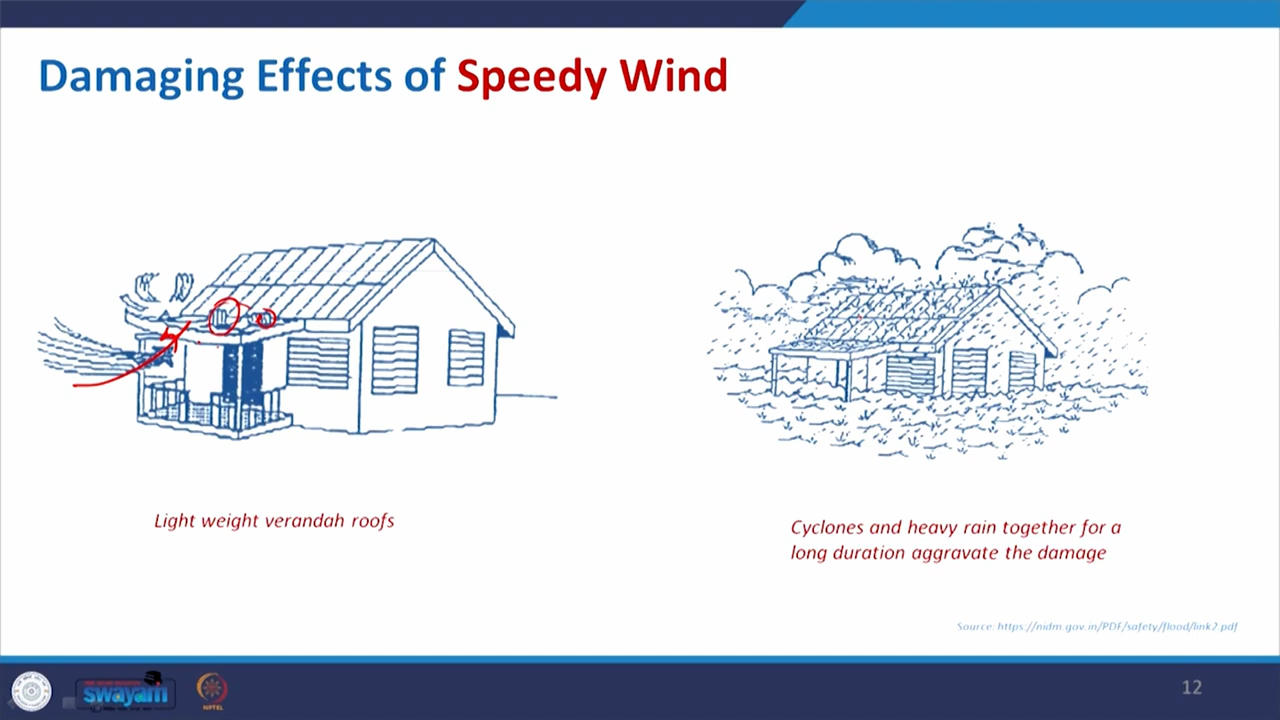 Damaging Effects of Speedy Wind
Light weight verandah roofs
Cyclones and heavy rain together for a
long duration aggravate the damage
Source: https://nidm.gov.in/PDF/safety/flood/link2.pdf
swayam
NPTEL
12